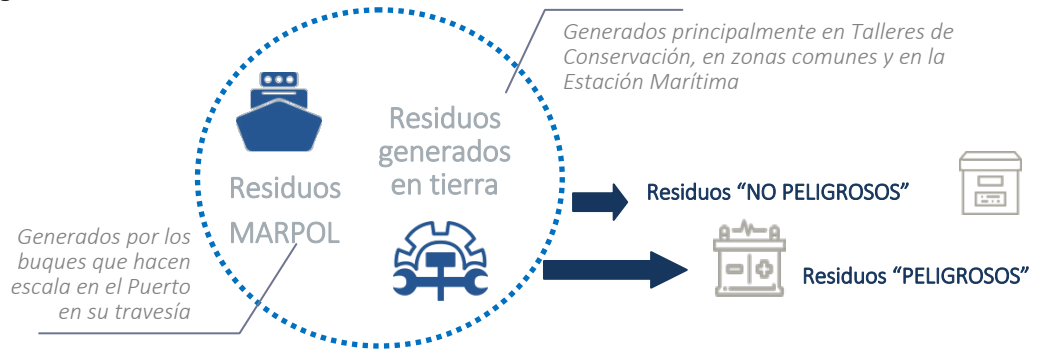 Generados principalmente en Talleres de
Conservación, en zonas comunes y en la
Estación Marítima
Residuos
generados
en tierra
Residuos
MARPOL
Generados por los
buques que hacen
escala en el Puerto
en su travesía
Residuos “NO PELIGROSOS”
Residuos “PELIGROSOS”